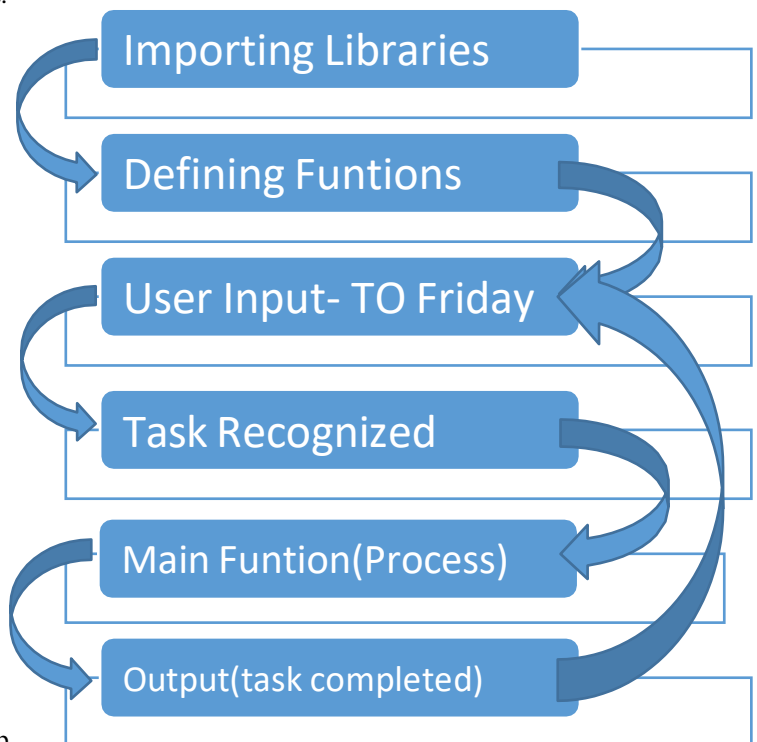 Importing Libraries
Defining Funtions
User Input- TO Friday
Task Recognized
Main Funtion(Process)
Output(task completed)